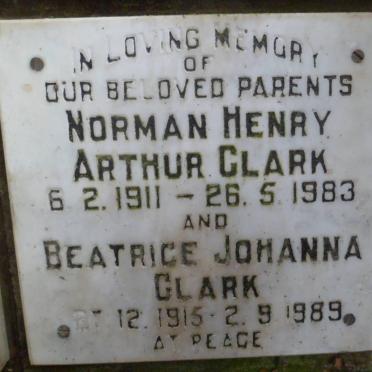 IN LOVING MEMORY
OF
OUR BELOVED PARENTS
NORMAN HENRY
ARTHUR CLARK
6 2. 1911 - 26. 5. 1983
AND
BEATRICE JOHANNA
CLARK
12. 1915 - 2. 9. 1989
AT PEACE